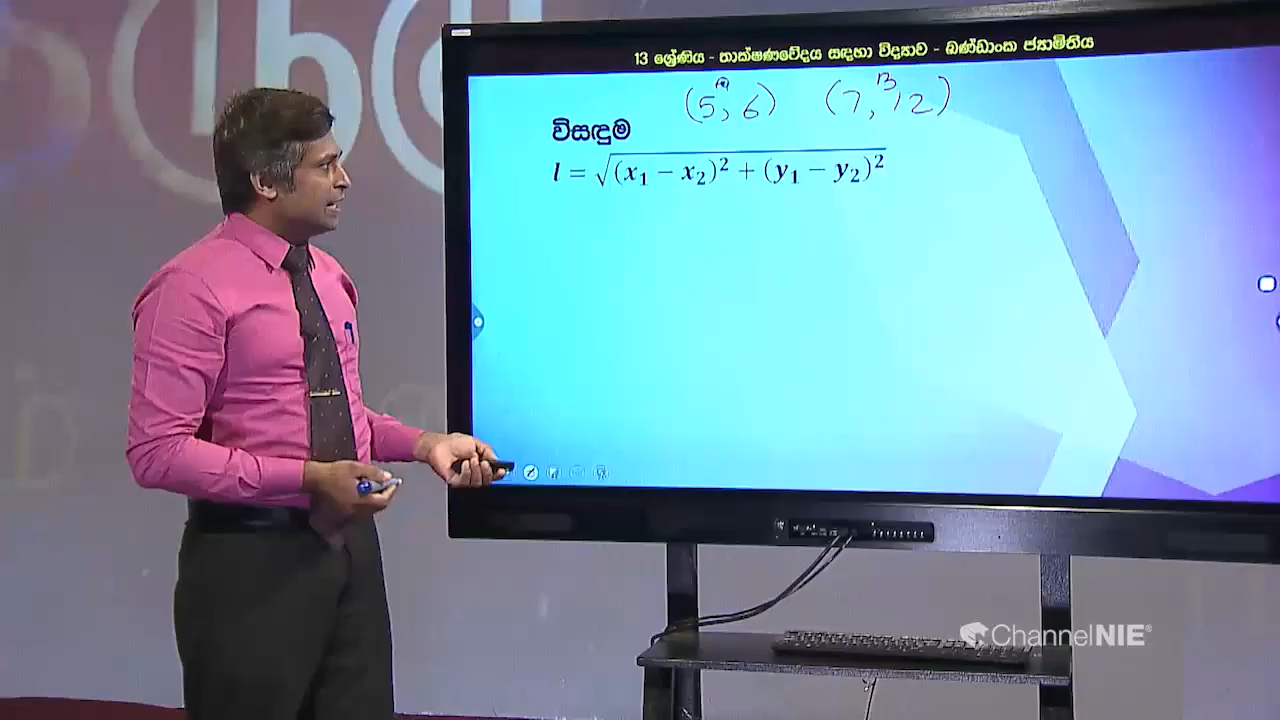 13 ශ්‍රේණිය - තාක්ෂණවේදය සඳහා විද්‍යාව - ඛණ්ඩාංක ජ්‍යාමිතිය
A B
(5, 6) (7, 12)
විසඳුම
l = √(x₁ − x₂)² + (y₁ − y₂)²
ChannelNIE®